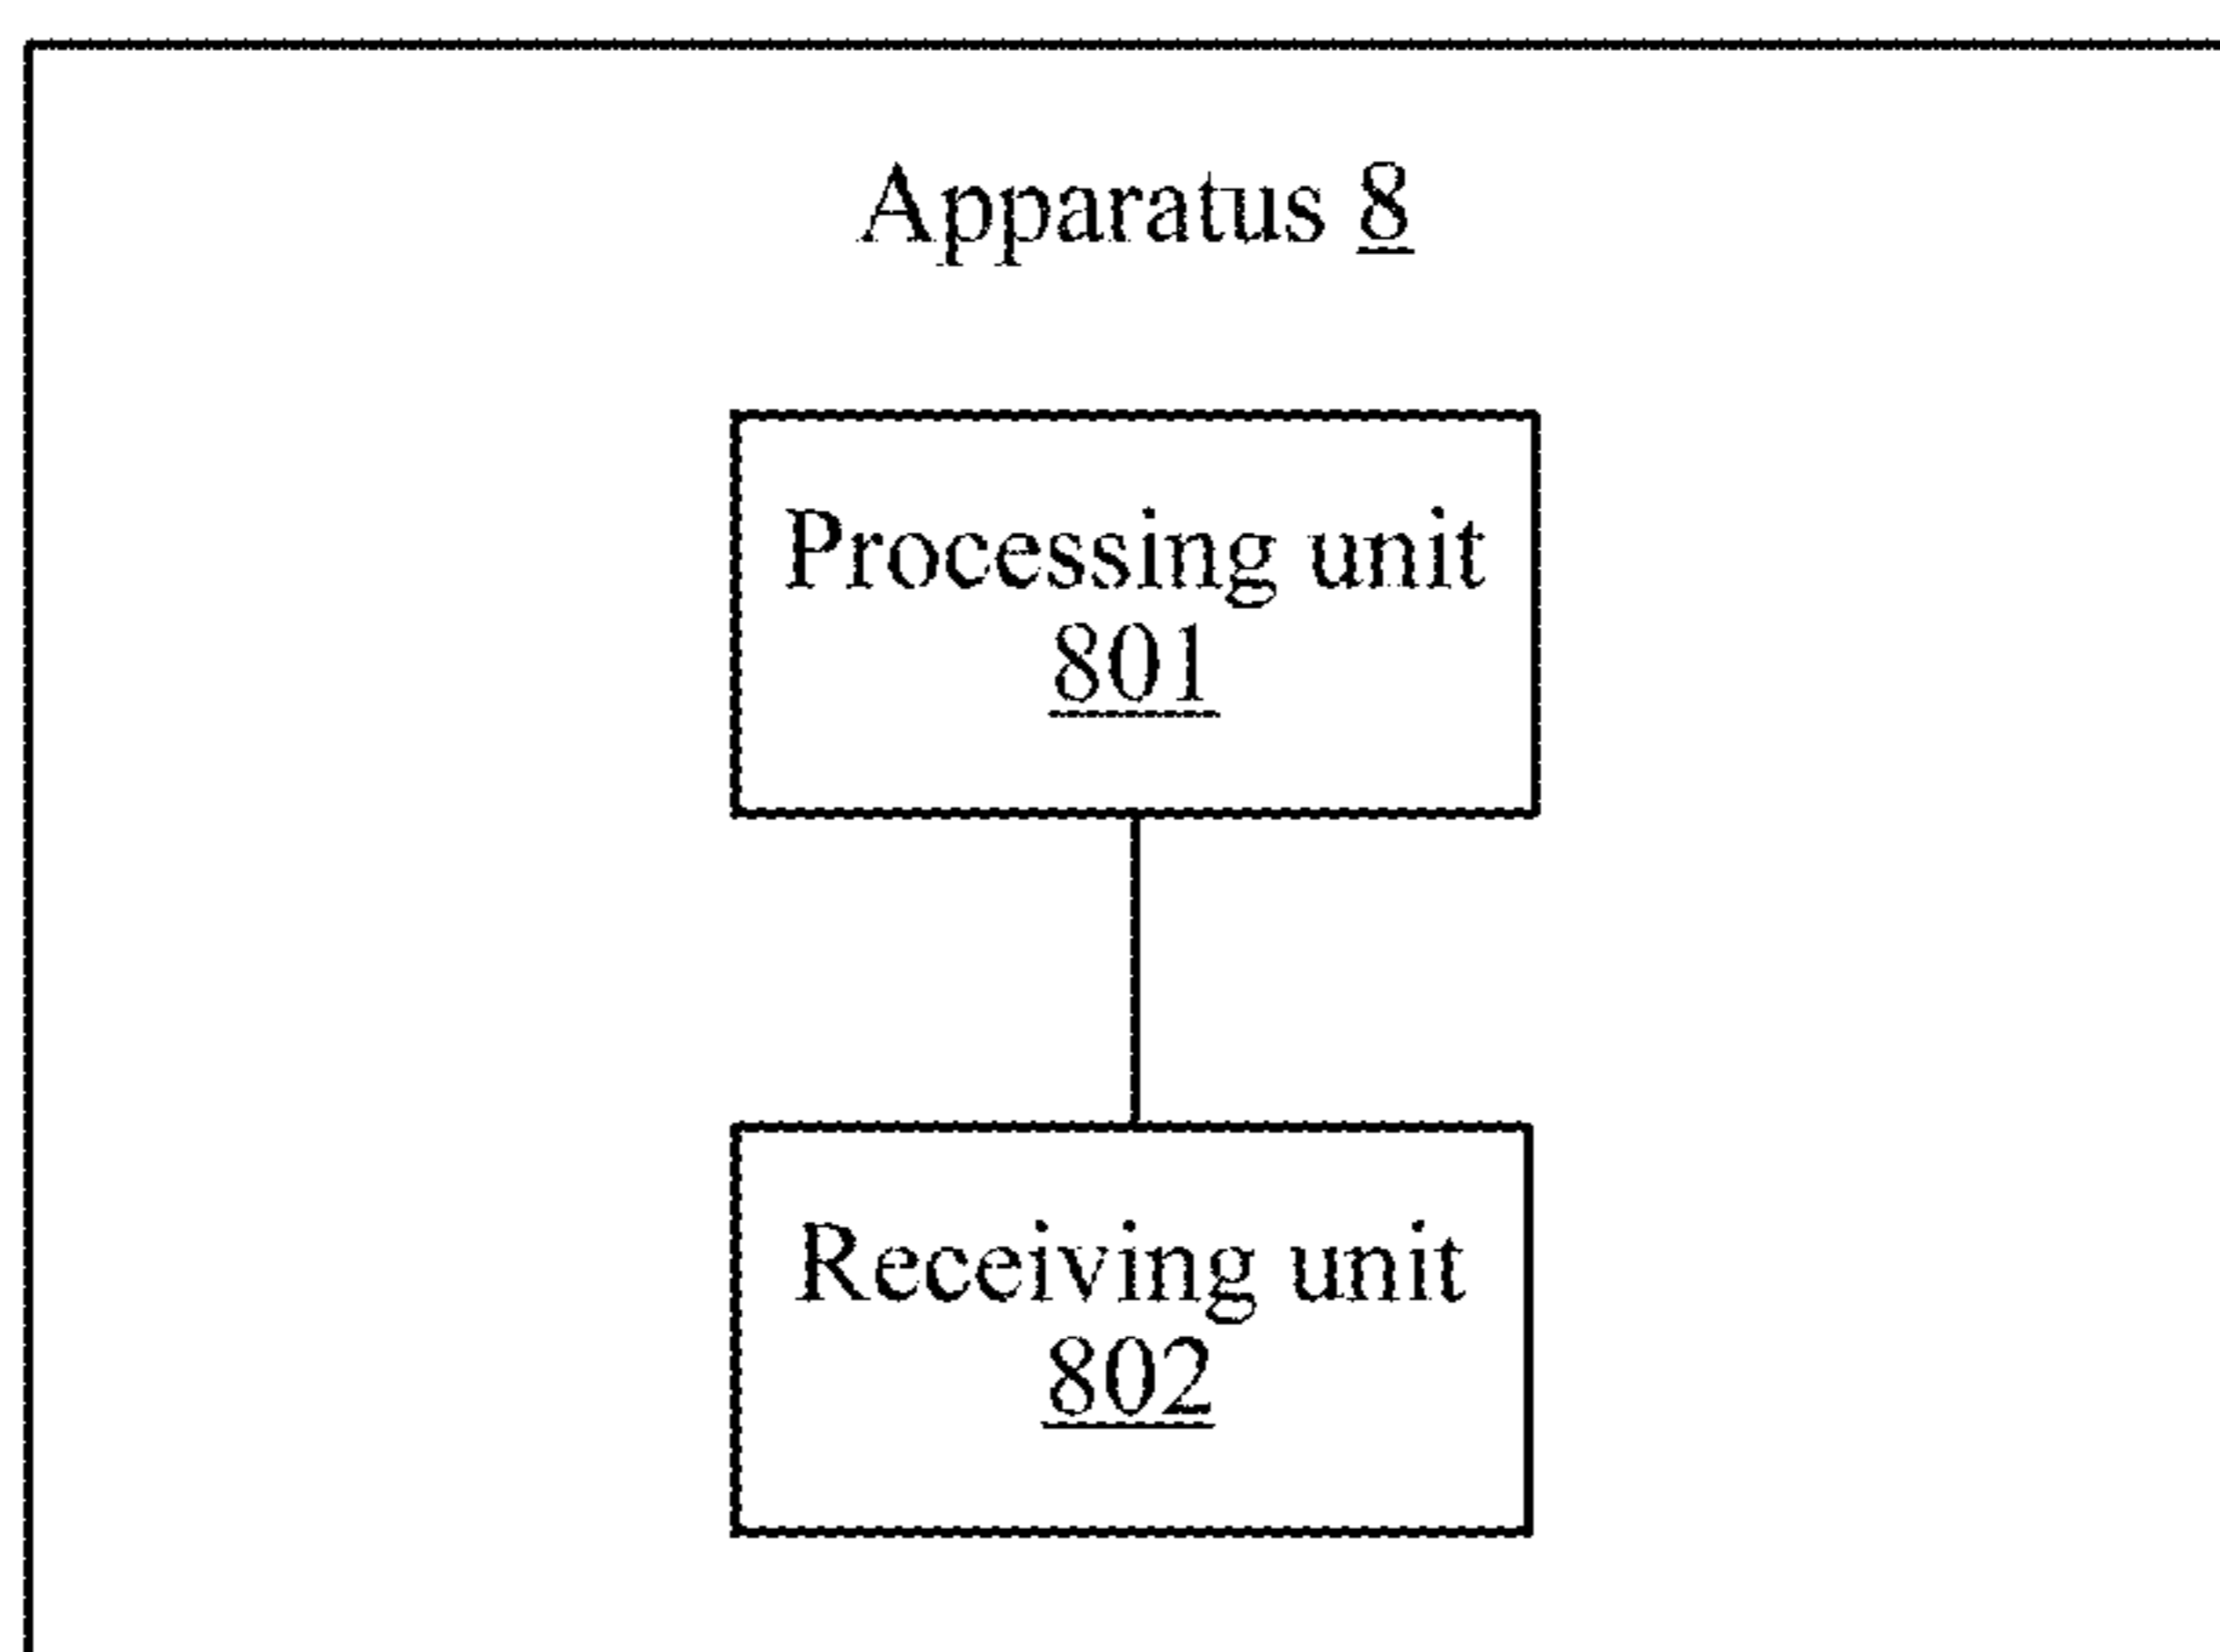 Apparatus 8
Processing unit
801
Receiving unit
802